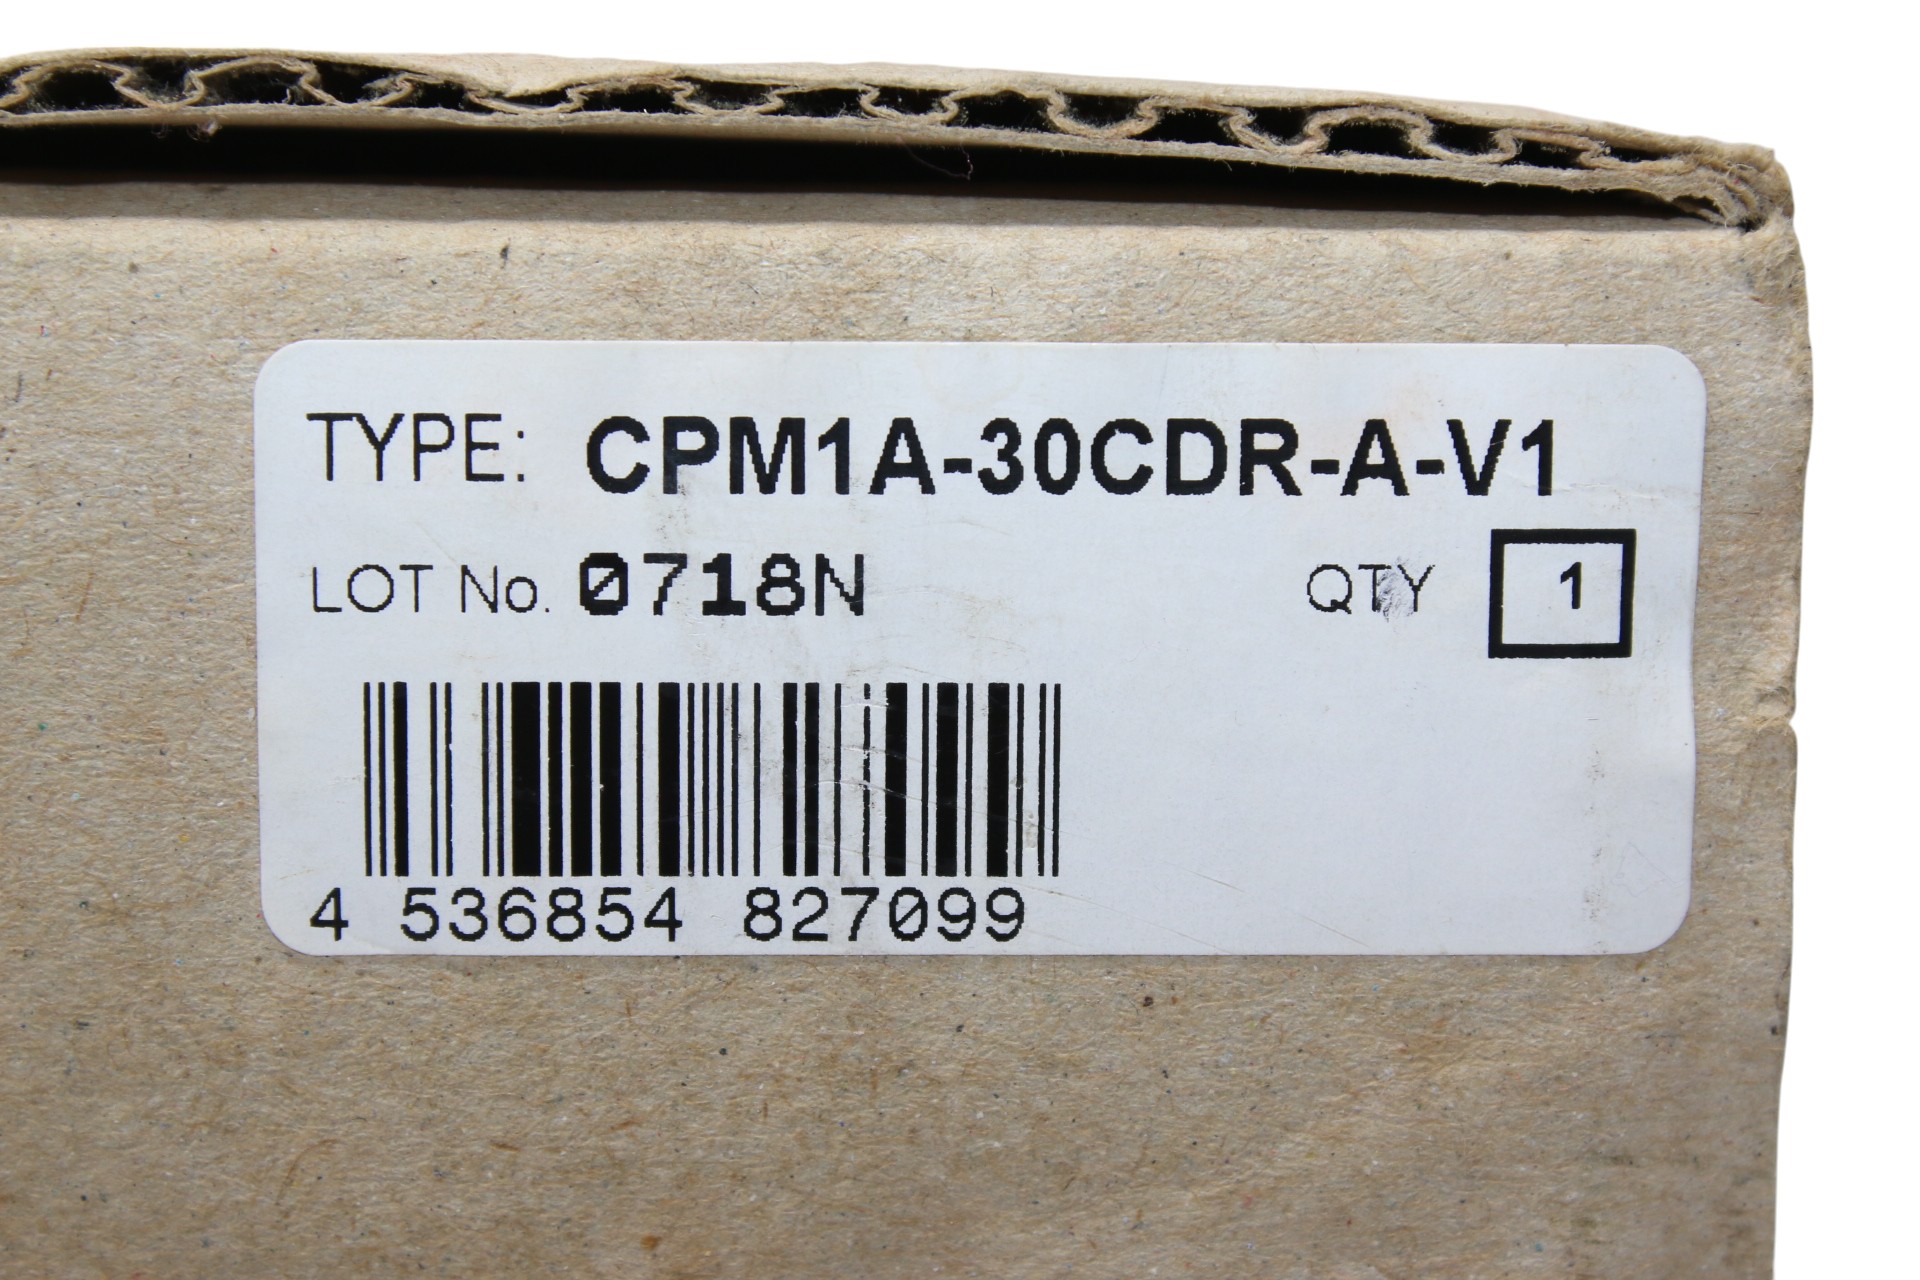 TYPE: CPM1A-30CDR-A-V1
LOT No. 0718N QTY 1
4 536854 827099